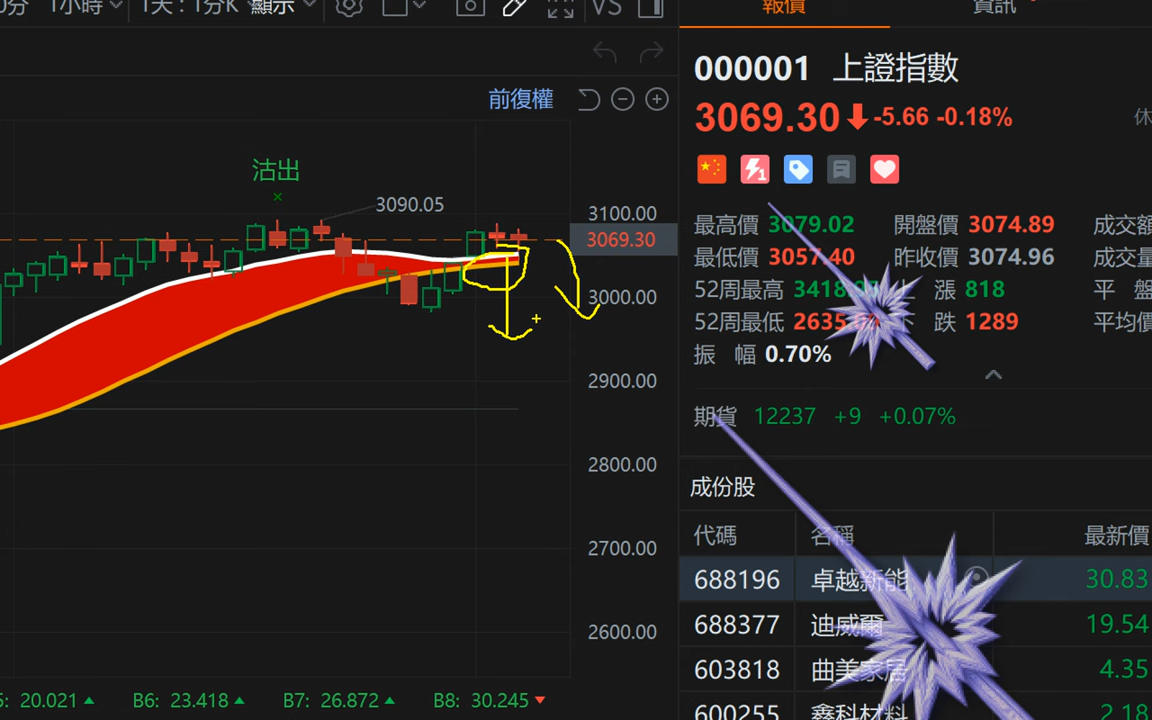 1小時 1天 : 1分K 顯示 VS
報價 資訊
000001 上證指數
3069.30 -5.66 -0.18%
前復權
沽出
3090.05
3100.00
3069.30
3000.00
2900.00
2800.00
2700.00
2600.00
最高價 3079.02 開盤價 3074.89 成交額
最低價 3057.40 昨收價 3074.96 成交量
52周最高 漲 818 平 盤
52周最低 跌 1289 平均價
振 幅 0.70%
期貨 12237 +9 +0.07%
成份股
代碼 名稱 最新價
688196 卓越新能 30.83
688377 迪威爾 19.54
603818 曲美家居 4.35
600255 鑫科材料 2.18
20.021 B6: 23.418 B7: 26.872 B8: 30.245